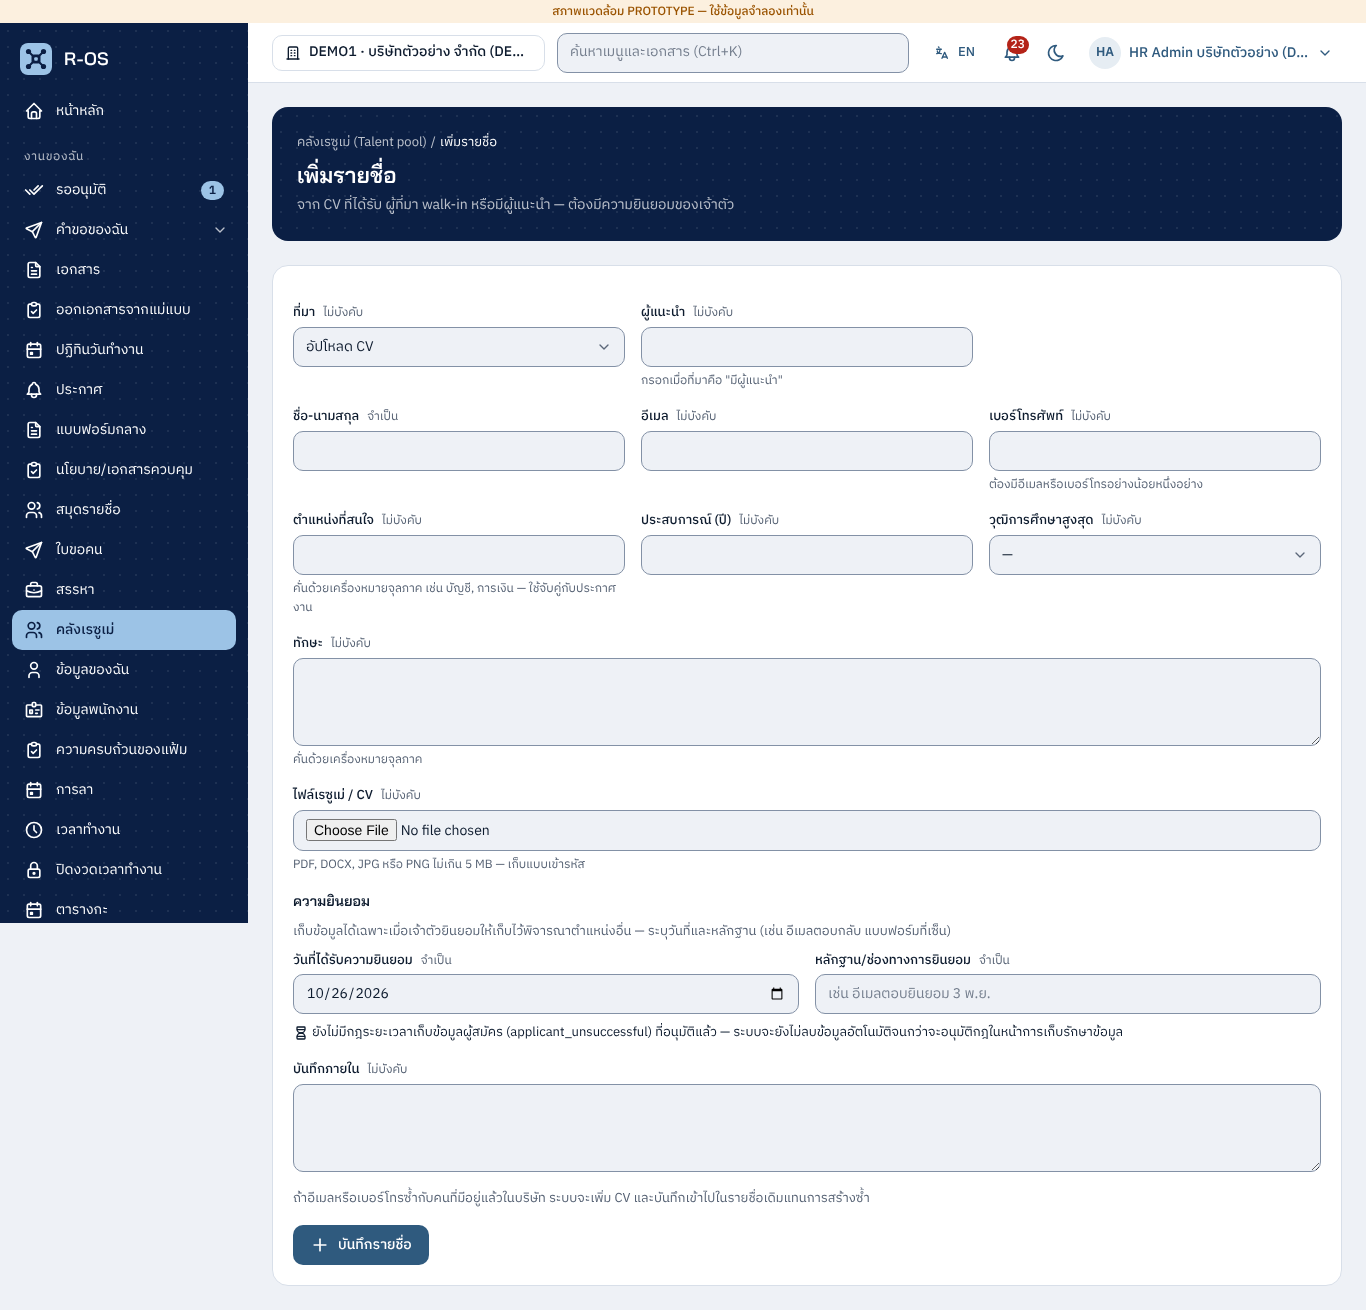 สภาพแวดล้อม PROTOTYPE — ใช้ข้อมูลจำลองเท่านั้น
R-OS
DEMO1 · บริษัทตัวอย่าง จำกัด (DE...
ค้นหาเมนูและเอกสาร (Ctrl+K)
EN
23
HA
HR Admin บริษัทตัวอย่าง (D...
หน้าหลัก
งานของฉัน
รออนุมัติ
1
คำขอของฉัน
เอกสาร
ออกเอกสารจากแม่แบบ
ปฏิทินวันทำงาน
ประกาศ
แบบฟอร์มกลาง
นโยบาย/เอกสารควบคุม
สมุดรายชื่อ
ใบขอคน
สรรหา
คลังเรซูเม่
ข้อมูลของฉัน
ข้อมูลพนักงาน
ความครบถ้วนของแฟ้ม
การลา
เวลาทำงาน
ปิดงวดเวลาทำงาน
ตารางกะ
คลังเรซูเม่ (Talent pool) / เพิ่มรายชื่อ
เพิ่มรายชื่อ
จาก CV ที่ได้รับ ผู้ที่มา walk-in หรือมีผู้แนะนำ — ต้องมีความยินยอมของเจ้าตัว
ที่มา ไม่บังคับ
ผู้แนะนำ ไม่บังคับ
อัปโหลด CV
กรอกเมื่อที่มาคือ "มีผู้แนะนำ"
ชื่อ-นามสกุล จำเป็น
อีเมล ไม่บังคับ
เบอร์โทรศัพท์ ไม่บังคับ
ต้องมีอีเมลหรือเบอร์โทรอย่างน้อยหนึ่งอย่าง
ตำแหน่งที่สนใจ ไม่บังคับ
ประสบการณ์ (ปี) ไม่บังคับ
วุฒิการศึกษาสูงสุด ไม่บังคับ
—
คั่นด้วยเครื่องหมายจุลภาค เช่น บัญชี, การเงิน — ใช้จับคู่กับประกาศ
งาน
ทักษะ ไม่บังคับ
คั่นด้วยเครื่องหมายจุลภาค
ไฟล์เรซูเม่ / CV ไม่บังคับ
Choose File No file chosen
PDF, DOCX, JPG หรือ PNG ไม่เกิน 5 MB — เก็บแบบเข้ารหัส
ความยินยอม
เก็บข้อมูลได้เฉพาะเมื่อเจ้าตัวยินยอมให้เก็บไว้พิจารณาตำแหน่งอื่น — ระบุวันที่และหลักฐาน (เช่น อีเมลตอบกลับ แบบฟอร์มที่เซ็น)
วันที่ได้รับความยินยอม จำเป็น
หลักฐาน/ช่องทางการยินยอม จำเป็น
10/26/2026
เช่น อีเมลตอบยินยอม 3 พ.ย.
ยังไม่มีกฎระยะเวลาเก็บข้อมูลผู้สมัคร (applicant_unsuccessful) ที่อนุมัติแล้ว — ระบบจะยังไม่ลบข้อมูลอัตโนมัติจนกว่าจะอนุมัติกฎในหน้าการเก็บรักษาข้อมูล
บันทึกภายใน ไม่บังคับ
ถ้าอีเมลหรือเบอร์โทรซ้ำกับคนที่มีอยู่แล้วในบริษัท ระบบจะเพิ่ม CV และบันทึกเข้าไปในรายชื่อเดิมแทนการสร้างซ้ำ
บันทึกรายชื่อ